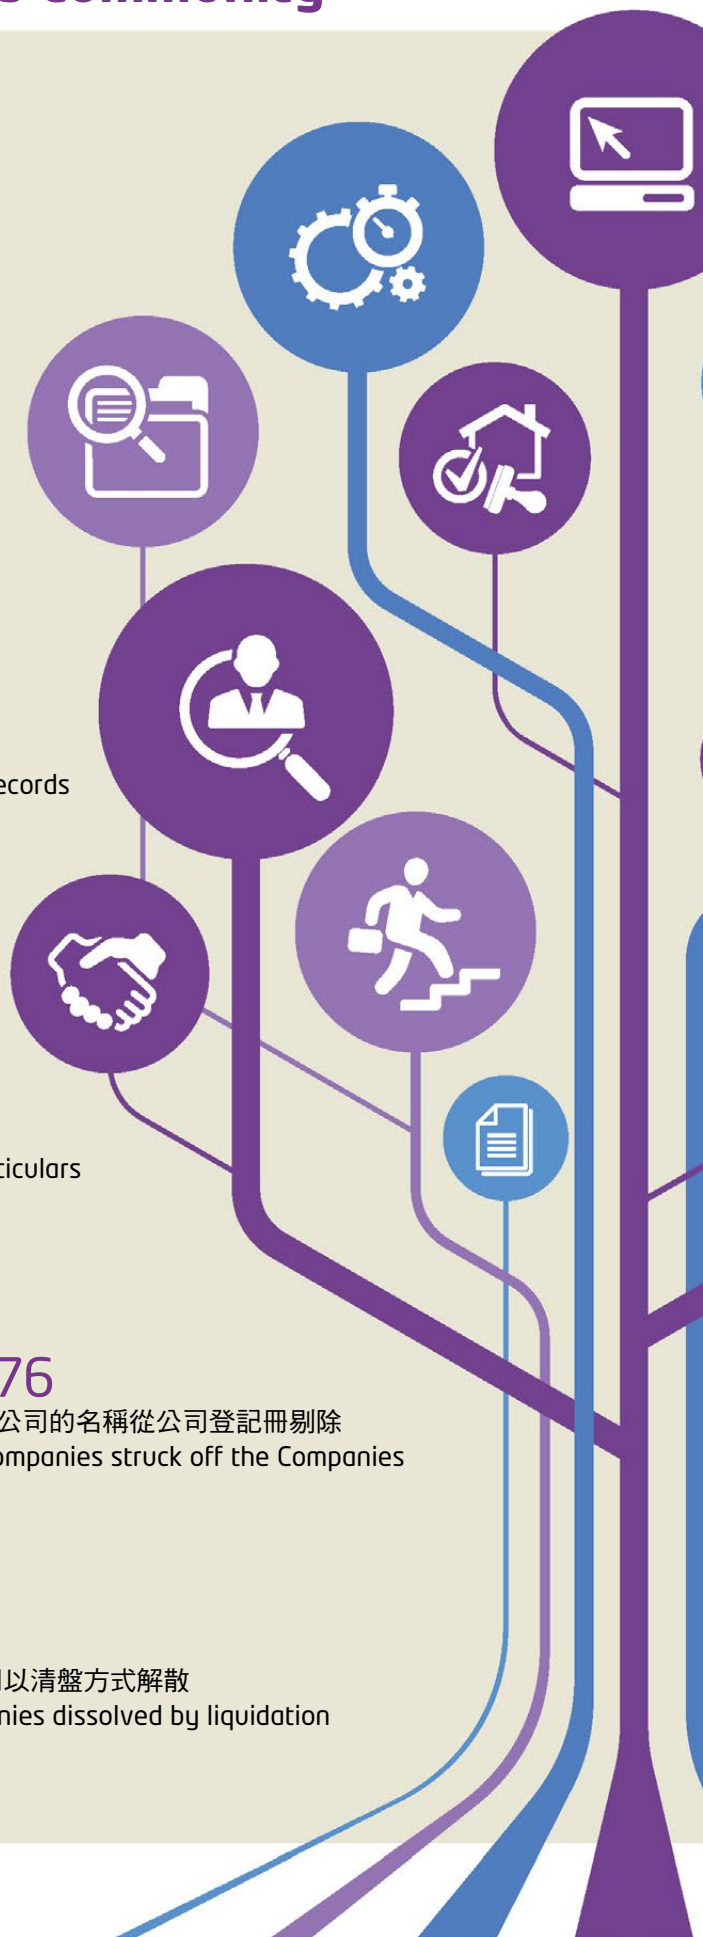 Community
ecords
ticulars
76
公司的名稱從公司登記冊剔除
ompanies struck off the Companies
以清盤方式解散
nies dissolved by liquidation